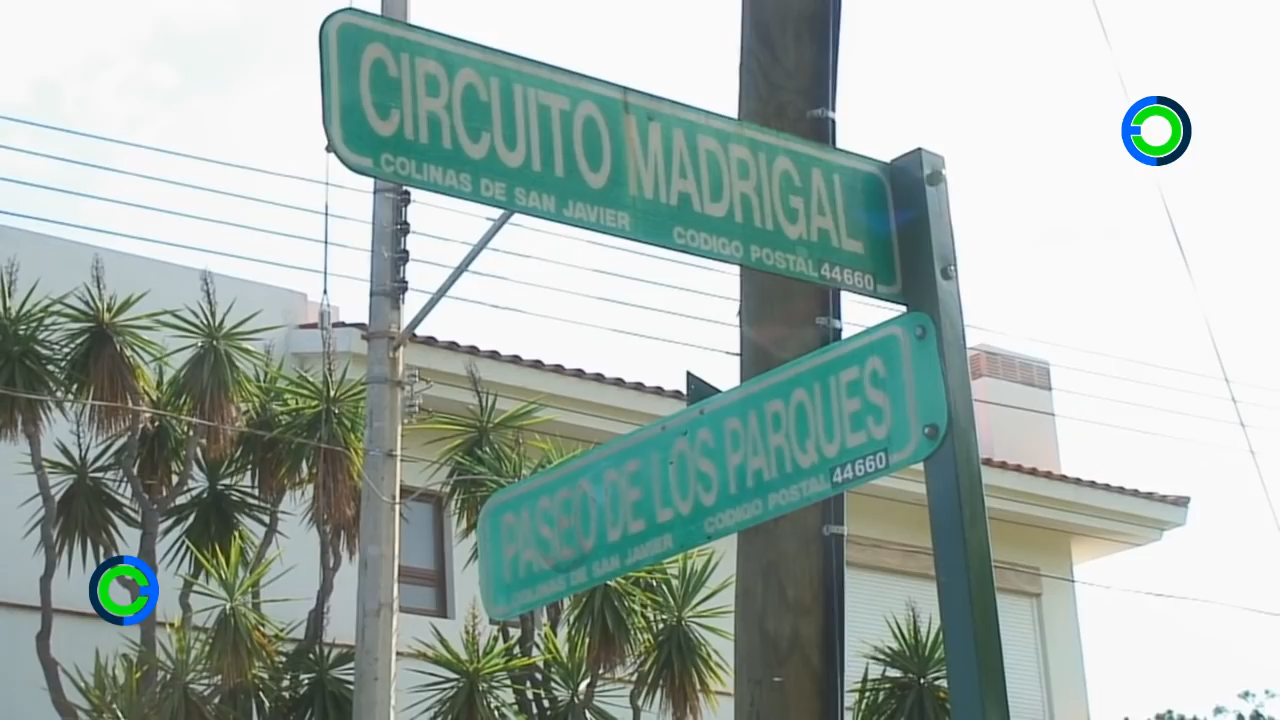 CIRCUITO MADRIGAL
COLINAS DE SAN JAVIER CODIGO POSTAL 44660
PASEO DE LOS PARQUES
COLINAS DE SAN JAVIER CODIGO POSTAL 44660